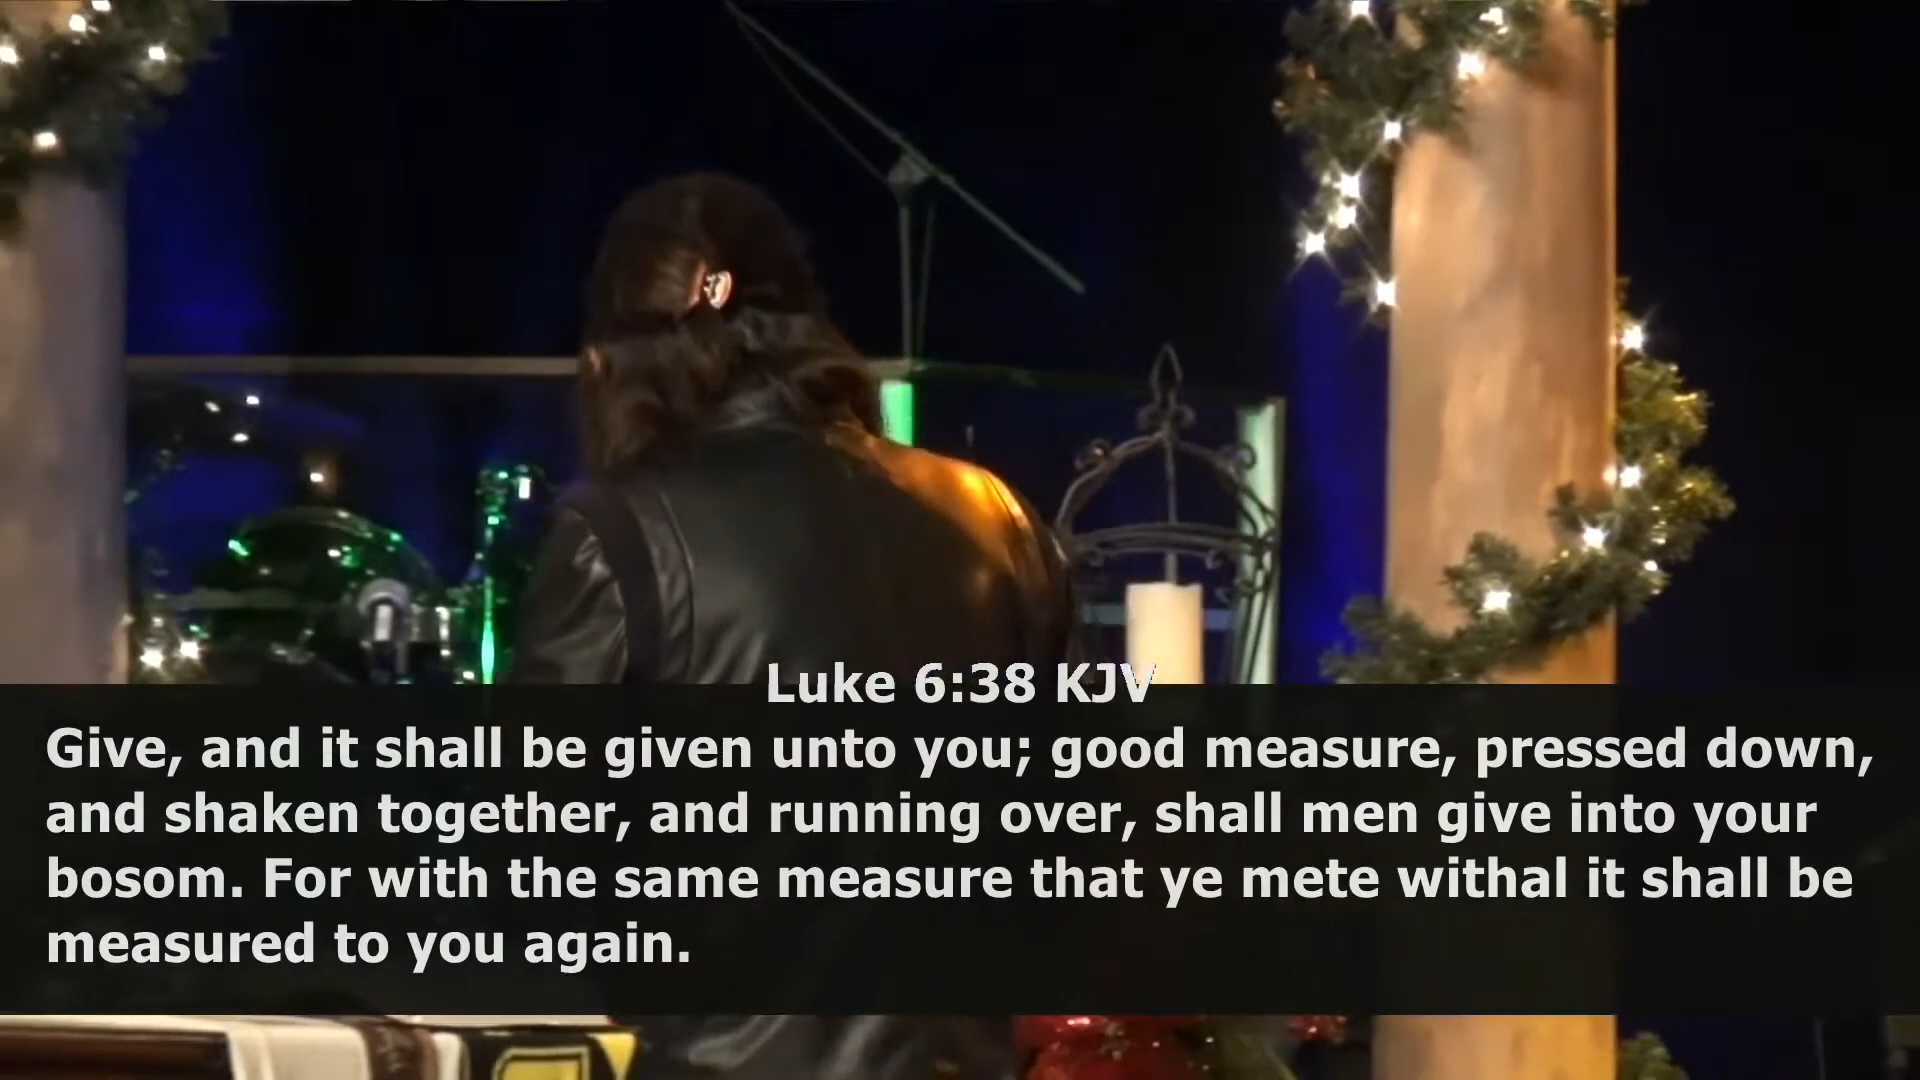 Luke 6:38 KJV
Give, and it shall be given unto you; good measure, pressed down,
and shaken together, and running over, shall men give into your
bosom. For with the same measure that ye mete withal it shall be
measured to you again.